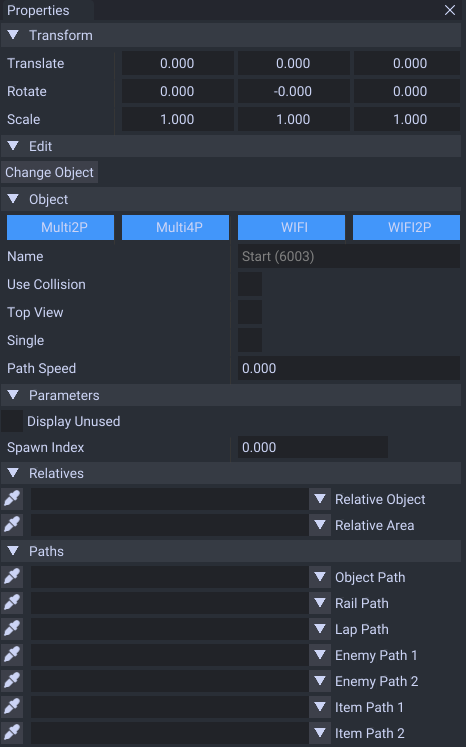 Properties
Transform
Translate 0.000 0.000 0.000
Rotate 0.000 -0.000 0.000
Scale 1.000 1.000 1.000
Edit
Change Object
Object
Multi2P Multi4P WIFI WIFI2P
Name Start (6003)
Use Collision
Top View
Single
Path Speed 0.000
Parameters
Display Unused
Spawn Index 0.000
Relatives
Relative Object
Relative Area
Paths
Object Path
Rail Path
Lap Path
Enemy Path 1
Enemy Path 2
Item Path 1
Item Path 2